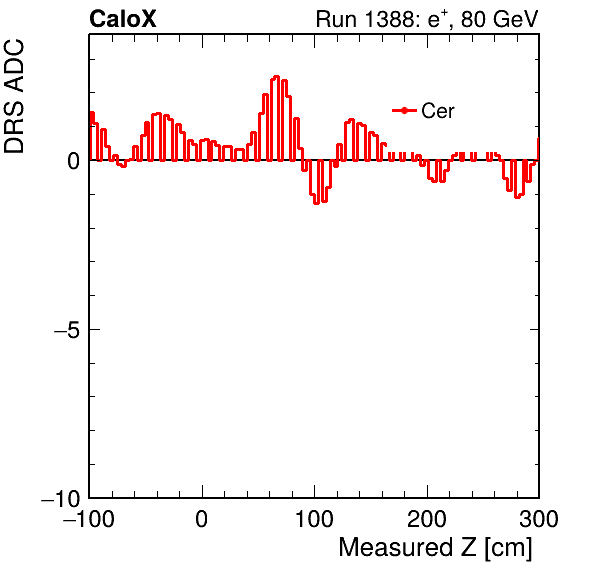 CaloX Run 1388: e⁺, 80 GeV
DRS ADC
Cer
0
−5
−10
−100 0 100 200 300
Measured Z [cm]